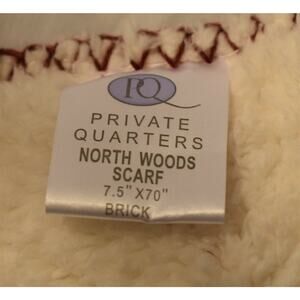 PQ
PRIVATE
QUARTERS
NORTH WOODS
SCARF
7.5"X70"
BRICK